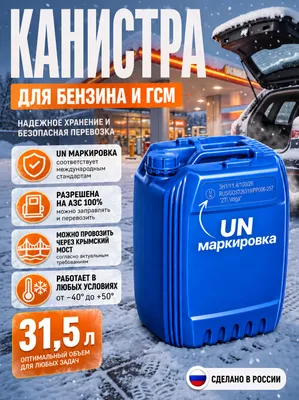 КАНИСТРА
ДЛЯ БЕНЗИНА И ГСМ
НАДЕЖНОЕ ХРАНЕНИЕ И
БЕЗОПАСНАЯ ПЕРЕВОЗКА
UN МАРКИРОВКА
соответствует
международным
стандартам
РАЗРЕШЕНА
НА АЗС 100%
можно заправлять
и перевозить
МОЖНО ПРОВОЗИТЬ
ЧЕРЕЗ КРЫМСКИЙ
МОСТ
согласно актуальным
требованиям
РАБОТАЕТ
В ЛЮБЫХ УСЛОВИЯХ
от −40° до +50°
31,5 л
ОПТИМАЛЬНЫЙ ОБЪЕМ
ДЛЯ ЛЮБЫХ ЗАДАЧ
UN
маркировка
СДЕЛАНО В РОССИИ